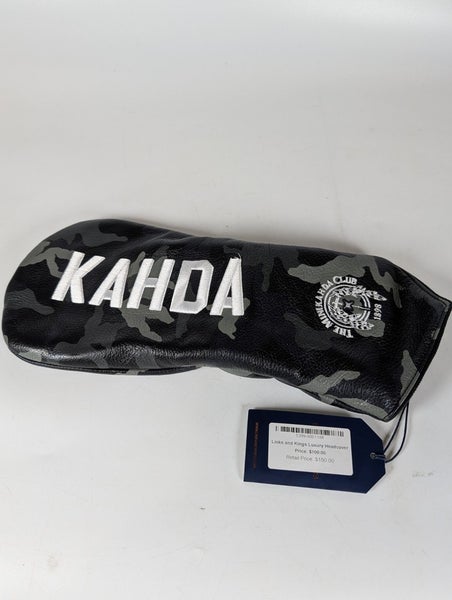 KAHDA
THE MINIKAHDA CLUB
1898
Links and Kings Luxury Headcover
Price: $100.00
Retail Price: $150.00